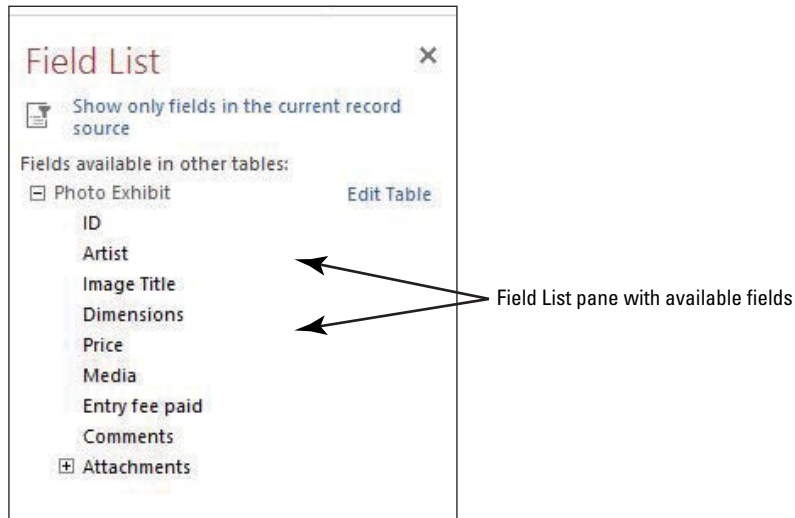 Field List
Show only fields in the current record
source
Fields available in other tables:
Photo Exhibit Edit Table
ID
Artist
Image Title
Dimensions
Price
Media
Entry fee paid
Comments
Attachments
Field List pane with available fields